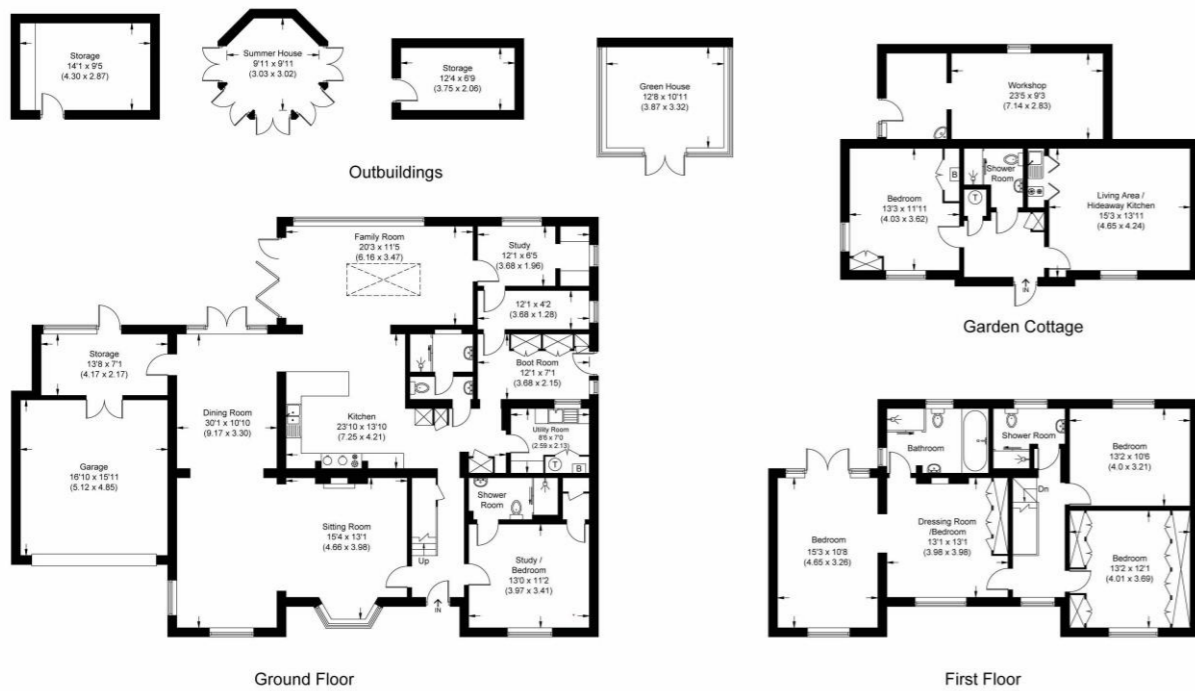 Storage
14'1 x 9'5
(4.30 x 2.87)
Summer House
9'11 x 9'11
(3.03 x 3.02)
Storage
12'4 x 6'9
(3.75 x 2.06)
Green House
12'8 x 10'11
(3.87 x 3.32)
Outbuildings
Workshop
23'5 x 9'3
(7.14 x 2.83)
Bedroom
13'3 x 11'11
(4.03 x 3.62)
B
Shower
Room
T
Living Area /
Hideaway Kitchen
15'3 x 13'11
(4.65 x 4.24)
IN
Garden Cottage
Family Room
20'3 x 11'5
(6.16 x 3.47)
Study
12'1 x 6'5
(3.68 x 1.96)
12'1 x 4'2
(3.68 x 1.28)
Boot Room
12'1 x 7'1
(3.68 x 2.15)
Storage
13'8 x 7'1
(4.17 x 2.17)
Dining Room
30'1 x 10'10
(9.17 x 3.30)
Kitchen
23'10 x 13'10
(7.25 x 4.21)
Utility Room
8'6 x 7'0
(2.59 x 2.13)
T
B
Garage
16'10 x 15'11
(5.12 x 4.85)
Sitting Room
15'4 x 13'1
(4.66 x 3.98)
Shower
Room
Up
Study /
Bedroom
13'0 x 11'2
(3.97 x 3.41)
IN
Ground Floor
Bathroom
Shower Room
Bedroom
13'2 x 10'6
(4.0 x 3.21)
Dn
Bedroom
15'3 x 10'8
(4.65 x 3.26)
Dressing Room
/Bedroom
13'1 x 13'1
(3.98 x 3.98)
Bedroom
13'2 x 12'1
(4.01 x 3.69)
First Floor